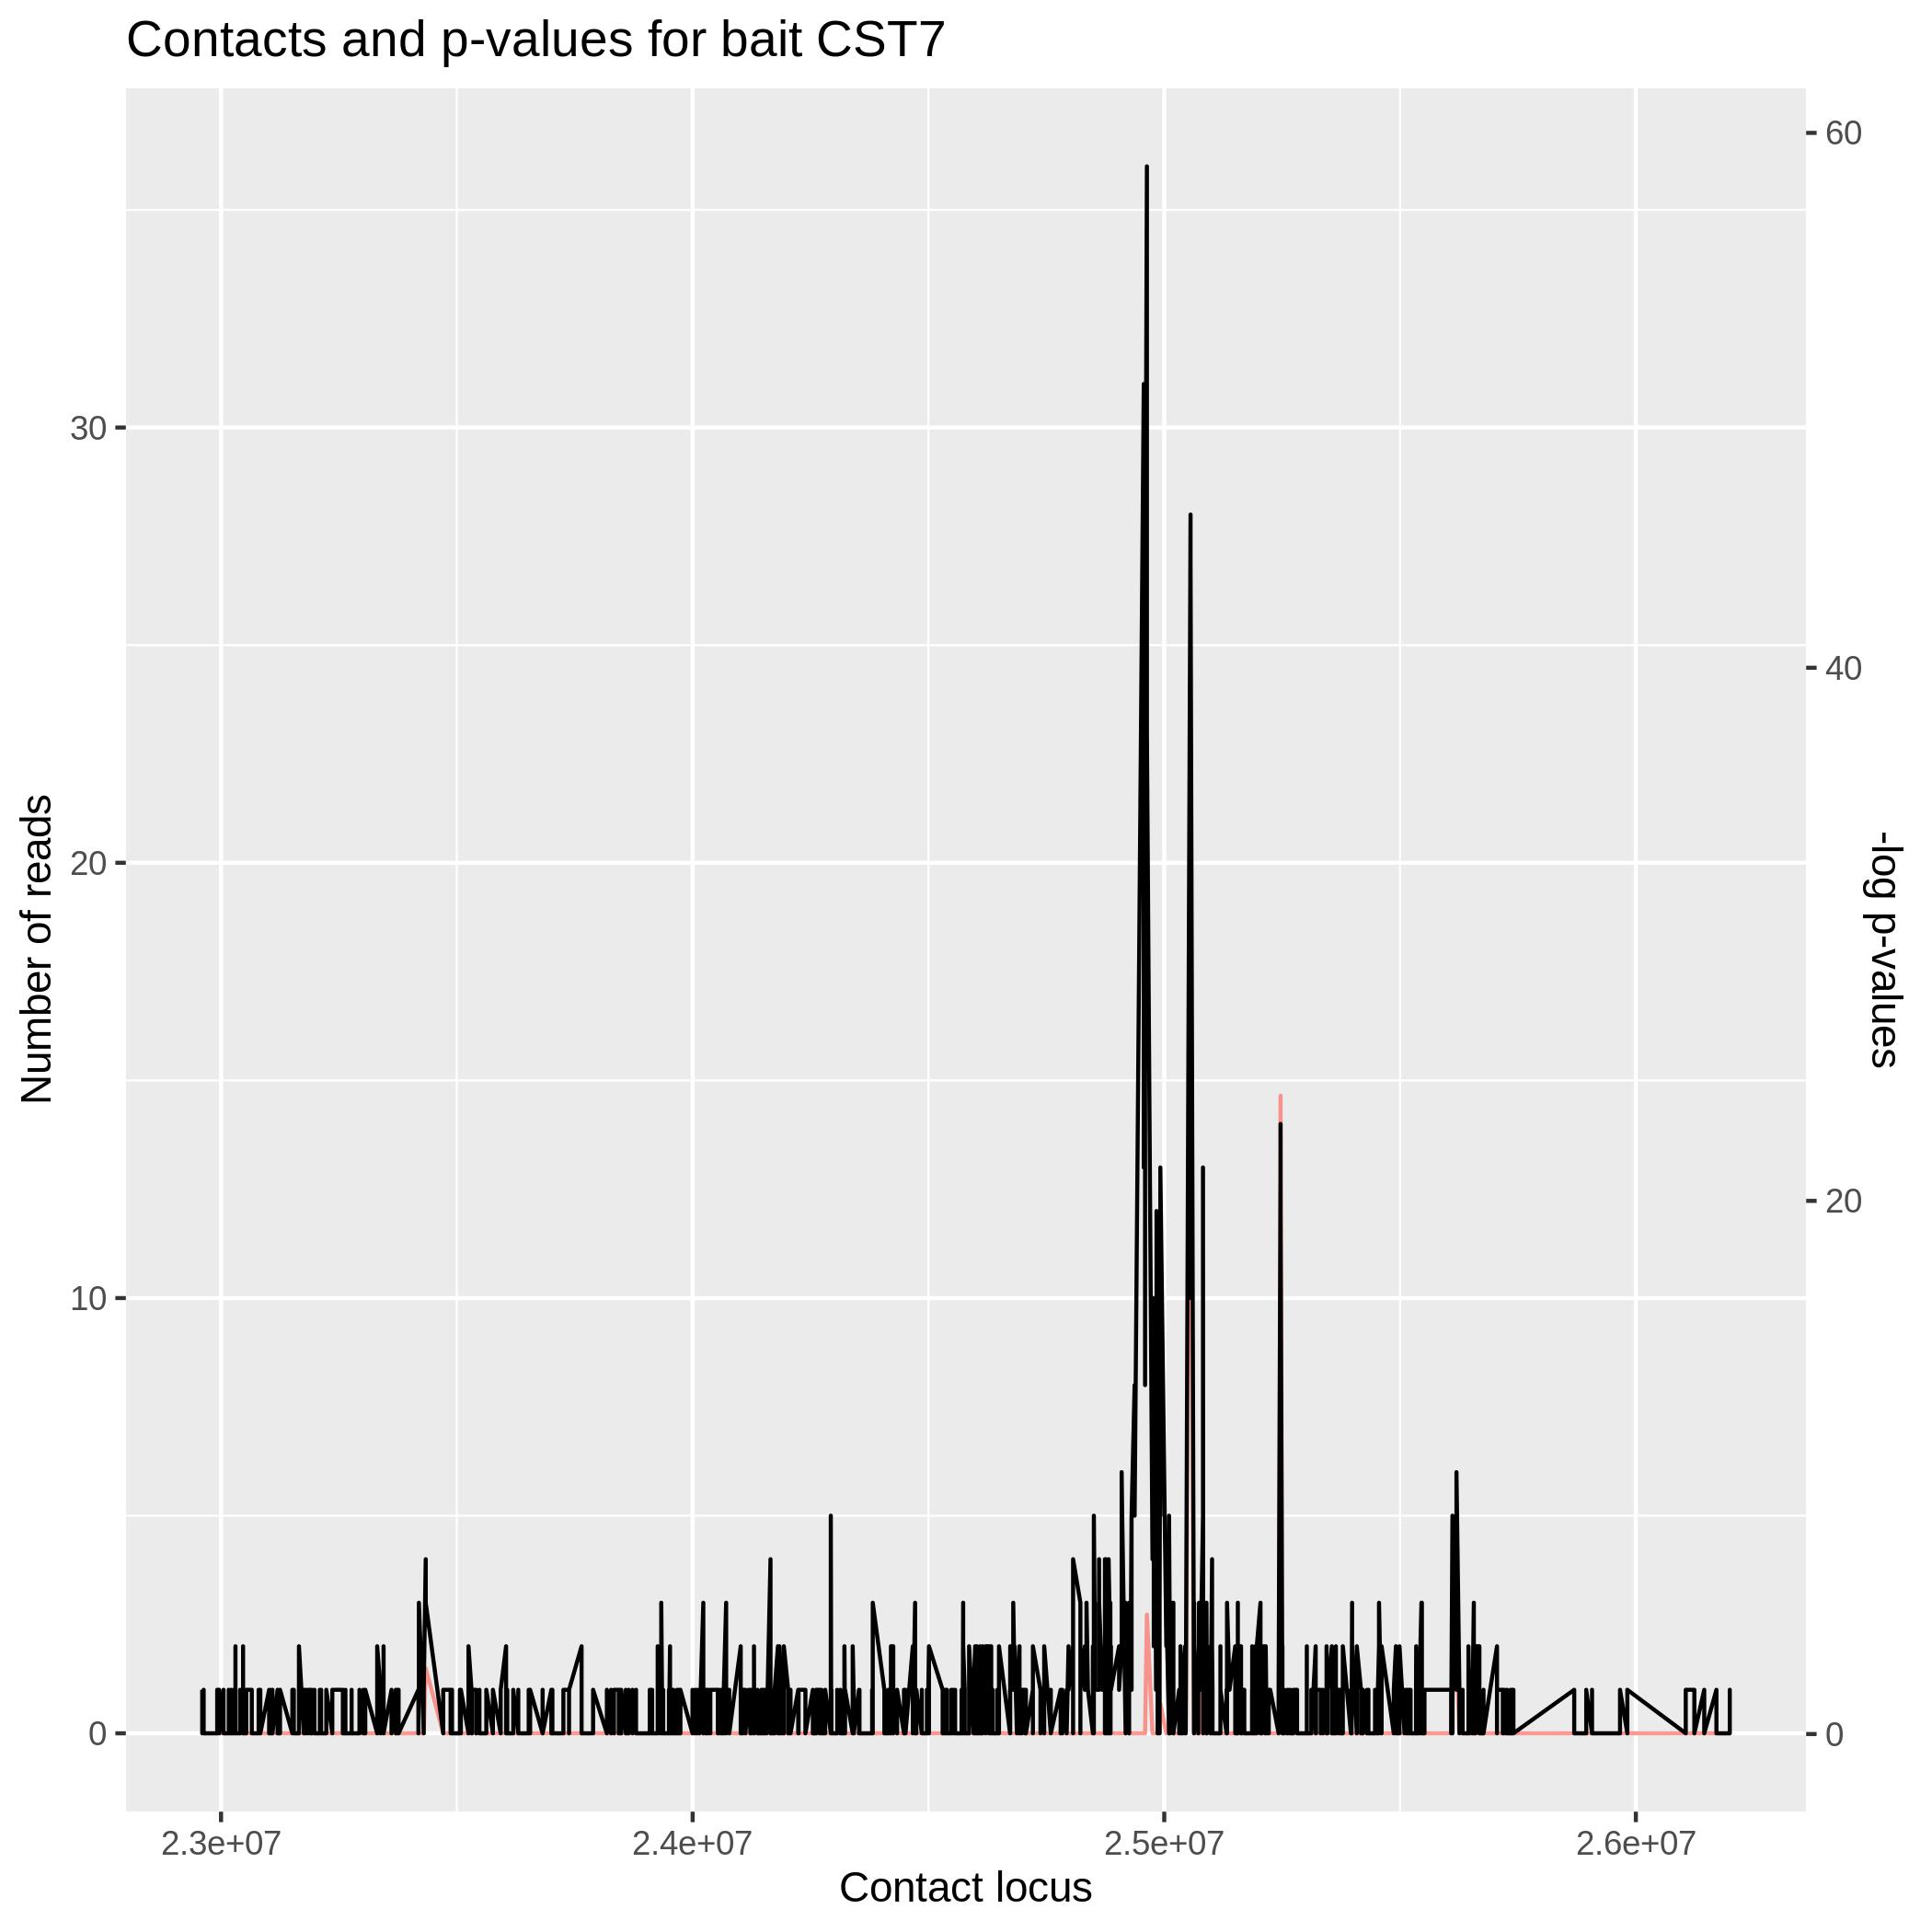 Contacts and p-values for bait CST7
60
30
40
20
20
10
0
0
Number of reads
-log p-values
2.3e+07 2.4e+07 2.5e+07 2.6e+07
Contact locus